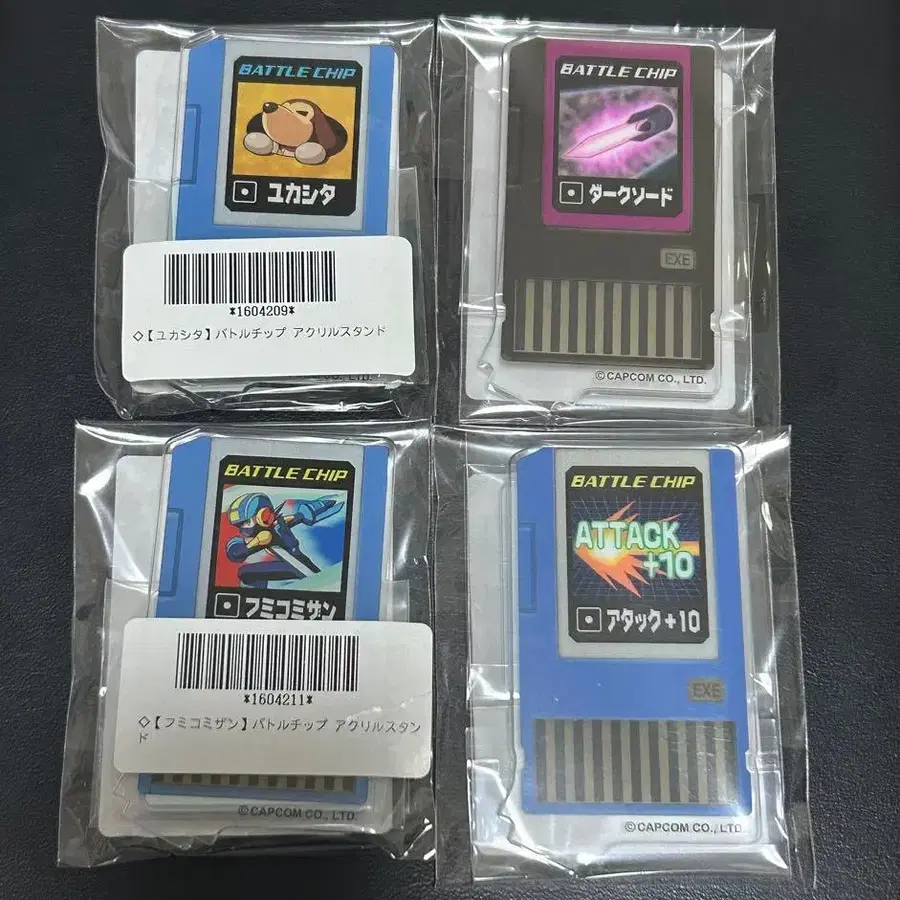 BATTLE CHIP
ユカシタ
*1604209*
◇【ユカシタ】バトルチップ アクリルスタンド
CO., LTD.
BATTLE CHIP
ダークソード
EXE
©CAPCOM CO., LTD.
BATTLE CHIP
フミコミザン
*1604211*
◇【フミコミザン】バトルチップ アクリルスタン
ド
©CAPCOM CO., LTD.
BATTLE CHIP
ATTACK
+10
アタック+10
EXE
©CAPCOM CO., LTD.